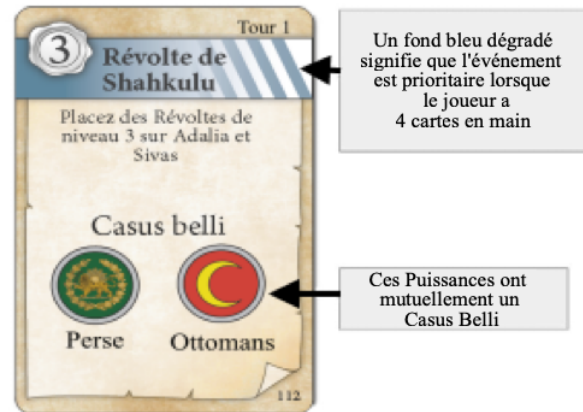 Tour 1
3
Révolte de
Shahkulu
Placez des Révoltes de
niveau 3 sur Adalia et
Sivas
Casus belli
Perse Ottomans
112
Un fond bleu dégradé
signifie que l'événement
est prioritaire lorsque
le joueur a
4 cartes en main
Ces Puissances ont
mutuellement un
Casus Belli